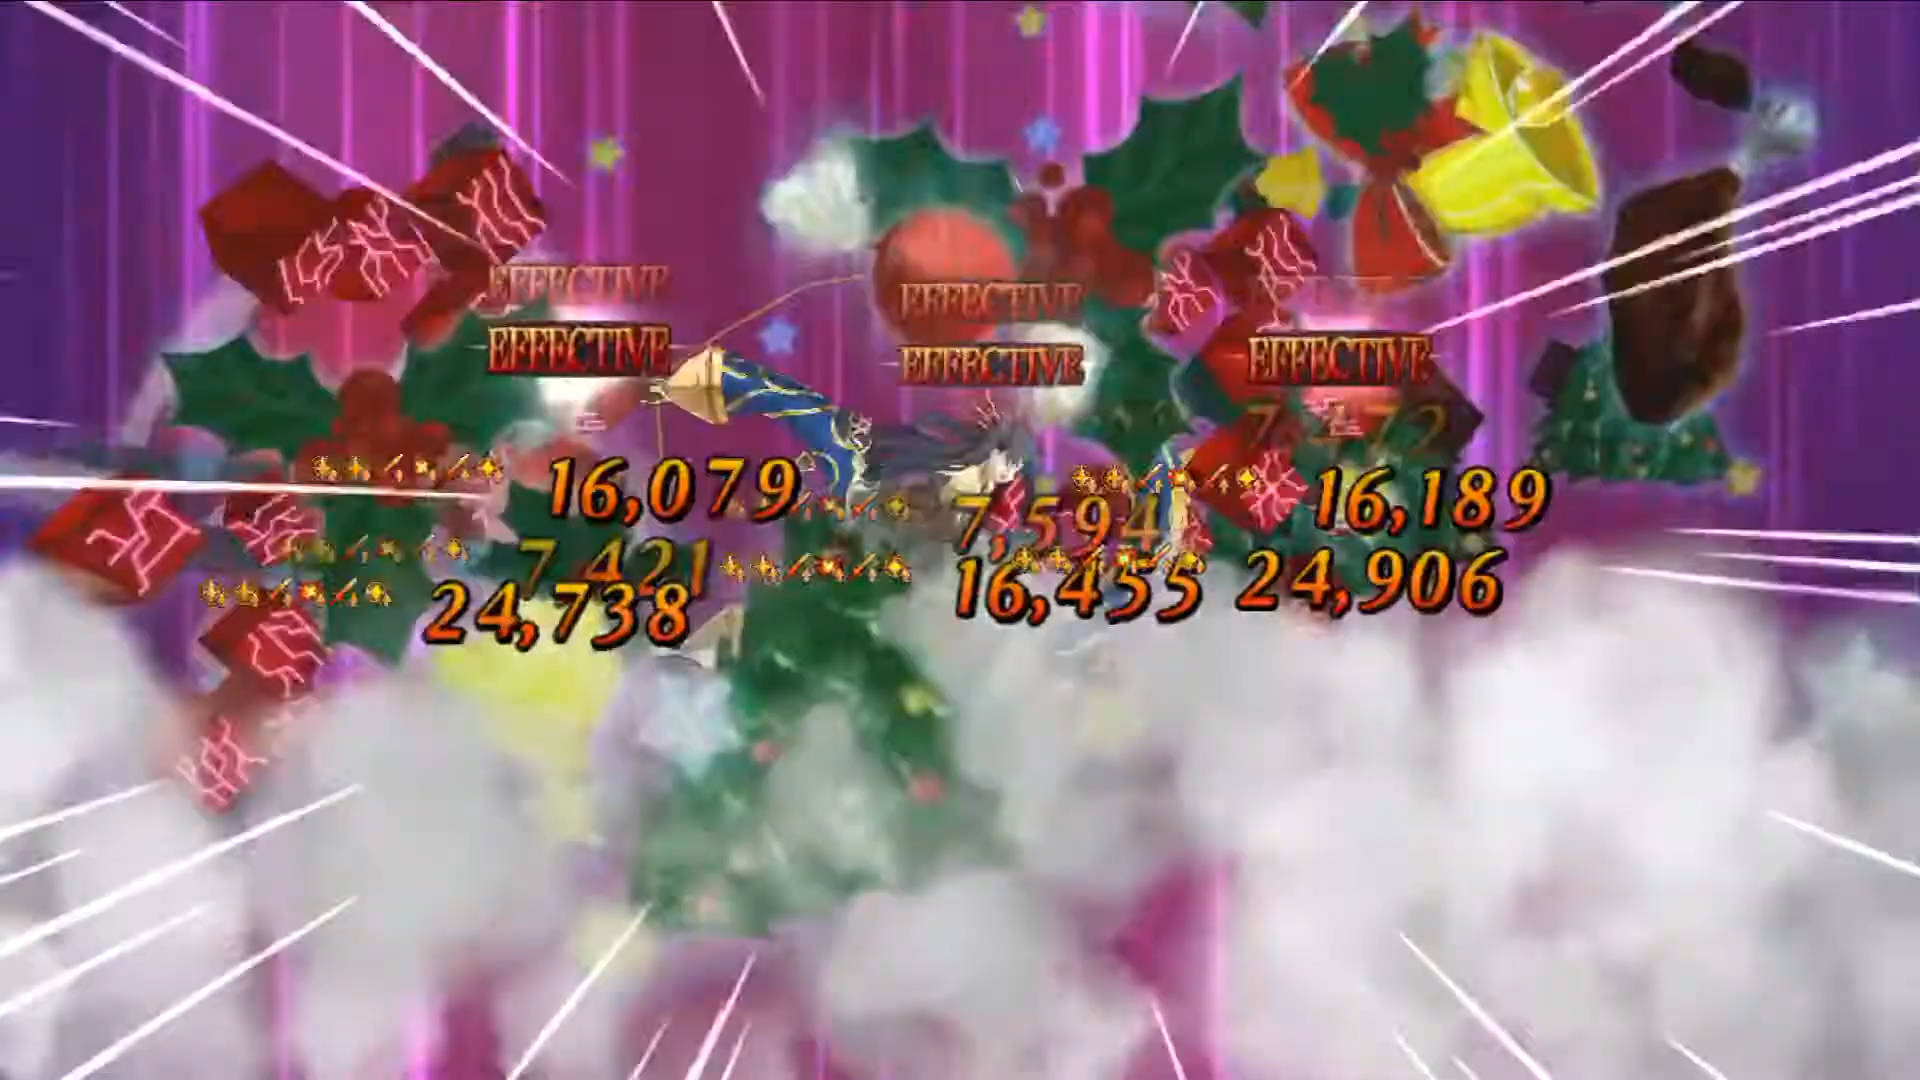 EFFECTIVE
EFFECTIVE
EFFECTIVE
EFFECTIVE
EFFECTIVE
16,079
7,594
16,189
7,421
24,738
16,455
24,906